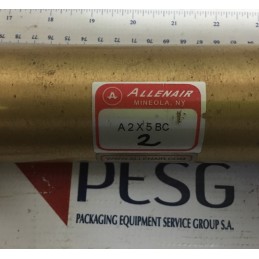 A
ALLENAIR
MINEOLA, NY
A 2 X 5 BC
2
PESG
PACKAGING EQUIPMENT SERVICE GROUP S.A.